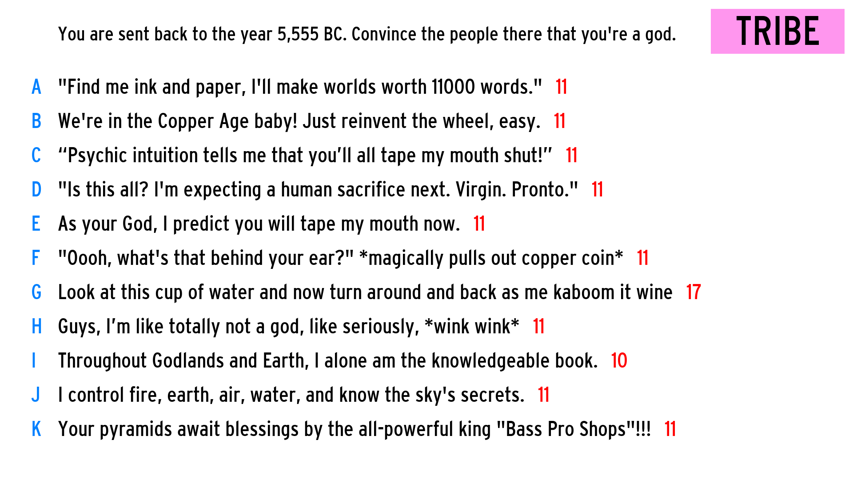 You are sent back to the year 5,555 BC. Convince the people there that you're a god.
TRIBE
A "Find me ink and paper, I'll make worlds worth 11000 words." 11
B We're in the Copper Age baby! Just reinvent the wheel, easy. 11
C “Psychic intuition tells me that you’ll all tape my mouth shut!” 11
D "Is this all? I'm expecting a human sacrifice next. Virgin. Pronto." 11
E As your God, I predict you will tape my mouth now. 11
F "Oooh, what's that behind your ear?" *magically pulls out copper coin* 11
G Look at this cup of water and now turn around and back as me kaboom it wine 17
H Guys, I’m like totally not a god, like seriously, *wink wink* 11
I Throughout Godlands and Earth, I alone am the knowledgeable book. 10
J I control fire, earth, air, water, and know the sky's secrets. 11
K Your pyramids await blessings by the all-powerful king "Bass Pro Shops"!!! 11